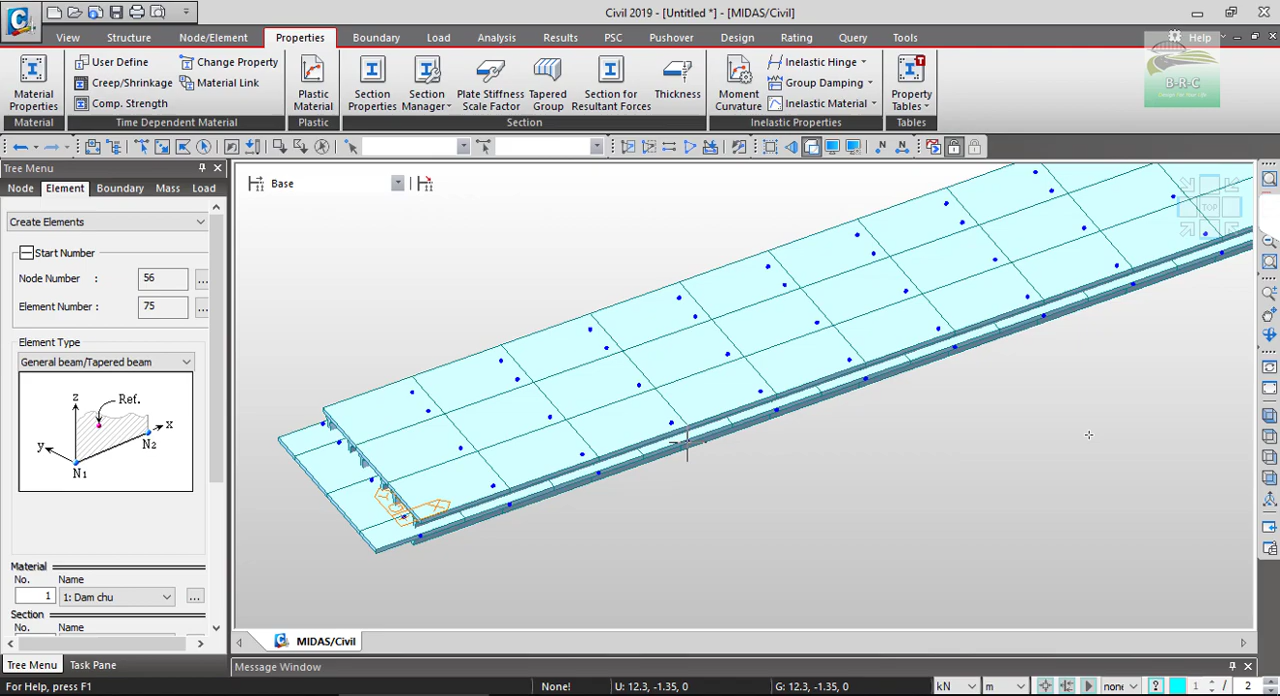 Civil 2019 - [Untitled *] - [MIDAS/Civil]
View Structure Node/Element Properties Boundary Load Analysis Results PSC Pushover Design Rating Query Tools Help
Material Properties
User Define
Creep/Shrinkage
Comp. Strength
Change Property
Material Link
Plastic Material
Section Properties
Section Manager
Plate Stiffness Scale Factor
Tapered Group
Section for Resultant Forces
Thickness
Moment Curvature
Inelastic Hinge
Group Damping
Inelastic Material
Property Tables
B-R-C
Material Time Dependent Material Plastic Section Inelastic Properties Tables
Tree Menu
Node Element Boundary Mass Load
Base
TOP
Create Elements
Start Number
Node Number : 56 ...
Element Number : 75 ...
Element Type
General beam/Tapered beam
z Ref. x y N1 N2
Material
No. Name
1 1: Dam chu ...
Section
No. Name
X Y
MIDAS/Civil
Tree Menu Task Pane
Message Window
For Help, press F1
None!
U: 12.3, -1.35, 0
G: 12.3, -1.35, 0
kN m none ? 1 / 2